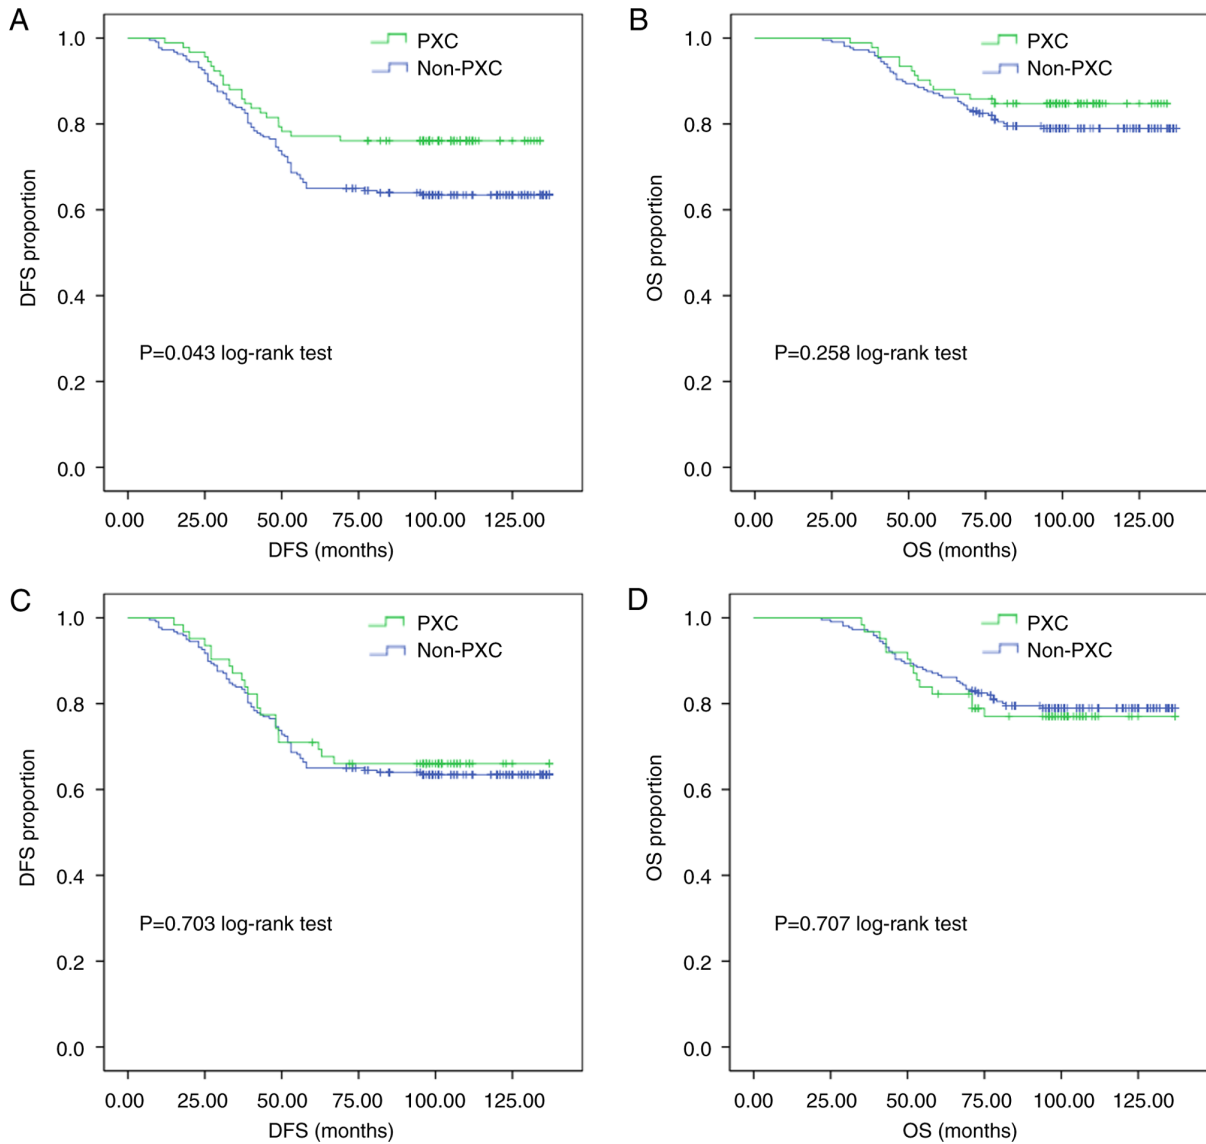 A
1.0
0.8
0.6
0.4
0.2
0.0
DFS proportion
PXC
Non-PXC
P=0.043 log-rank test
0.00 25.00 50.00 75.00 100.00 125.00
DFS (months)
B
1.0
0.8
0.6
0.4
0.2
0.0
OS proportion
PXC
Non-PXC
P=0.258 log-rank test
0.00 25.00 50.00 75.00 100.00 125.00
OS (months)
C
1.0
0.8
0.6
0.4
0.2
0.0
DFS proportion
PXC
Non-PXC
P=0.703 log-rank test
0.00 25.00 50.00 75.00 100.00 125.00
DFS (months)
D
1.0
0.8
0.6
0.4
0.2
0.0
OS proportion
PXC
Non-PXC
P=0.707 log-rank test
0.00 25.00 50.00 75.00 100.00 125.00
OS (months)